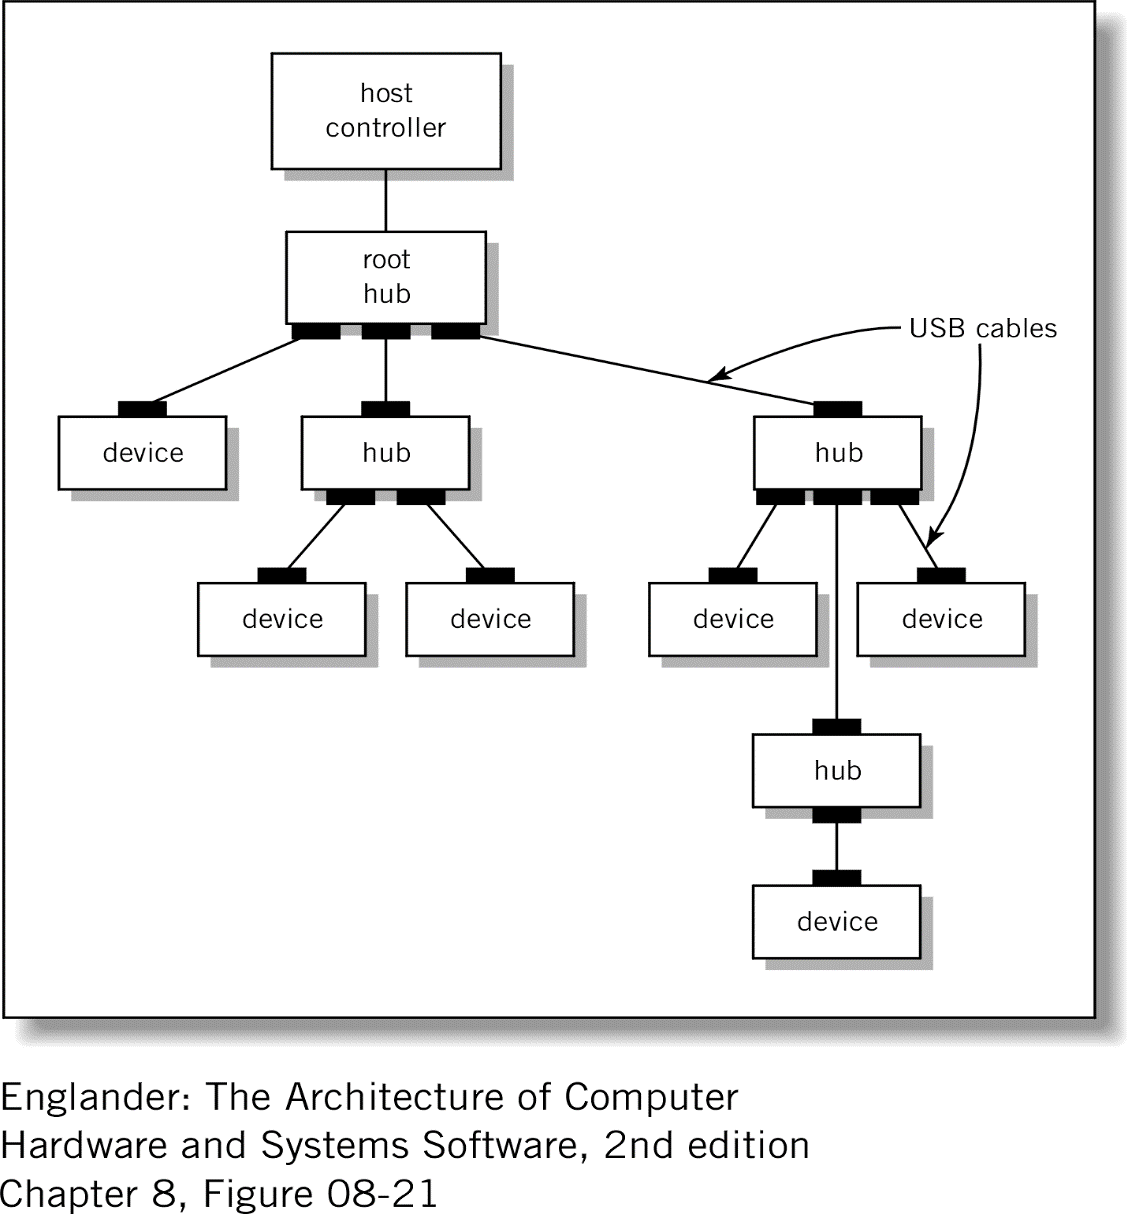 host
controller
root
hub
USB cables
device
hub
hub
device
device
device
device
hub
device
Englander: The Architecture of Computer
Hardware and Systems Software, 2nd edition
Chapter 8, Figure 08-21